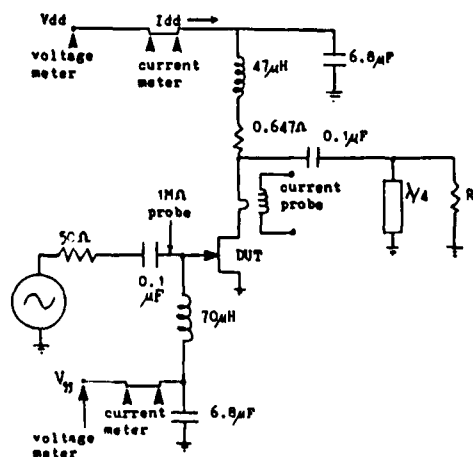 Vdd
Idd
voltage
meter
current
meter
47μH
6.8μF
0.647Ω
0.1μF
1MΩ
probe
current
probe
λ/4
R
50Ω
DUT
0.1
μF
70μH
Vgg
current
meter
6.8μF
voltage
meter